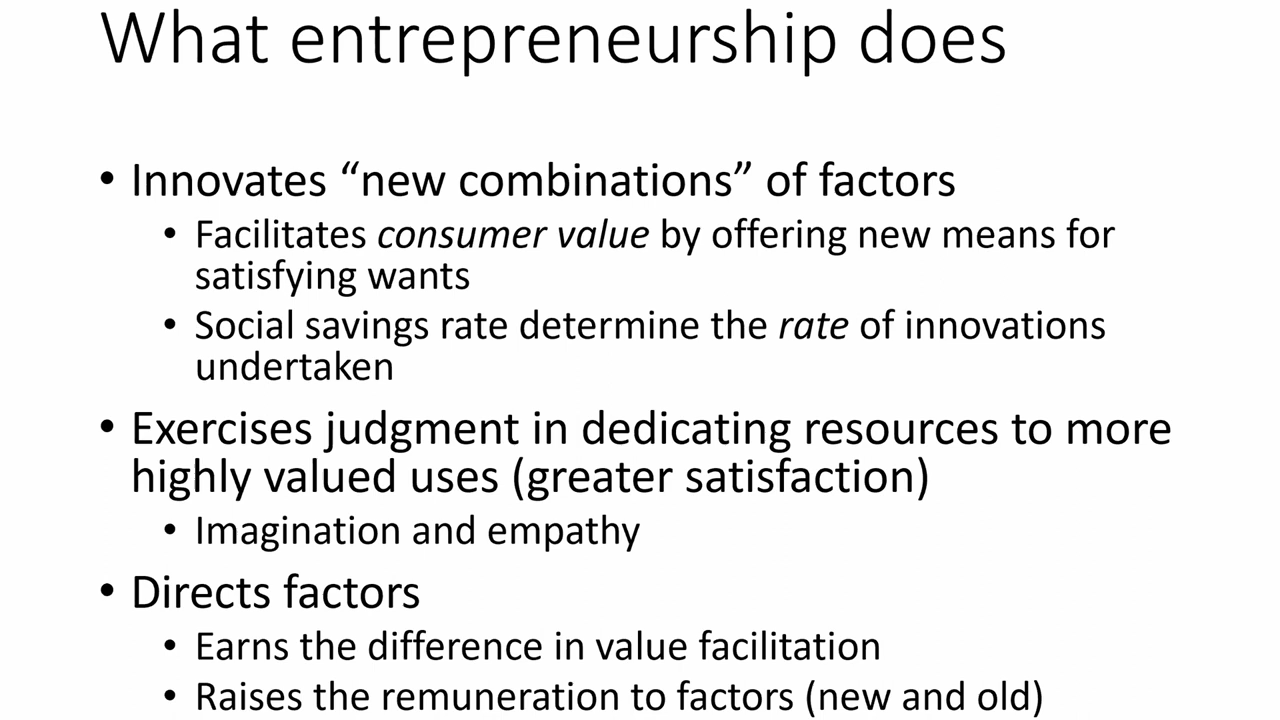 What entrepreneurship does
• Innovates “new combinations” of factors
• Facilitates consumer value by offering new means for
satisfying wants
• Social savings rate determine the rate of innovations
undertaken
• Exercises judgment in dedicating resources to more
highly valued uses (greater satisfaction)
• Imagination and empathy
• Directs factors
• Earns the difference in value facilitation
• Raises the remuneration to factors (new and old)